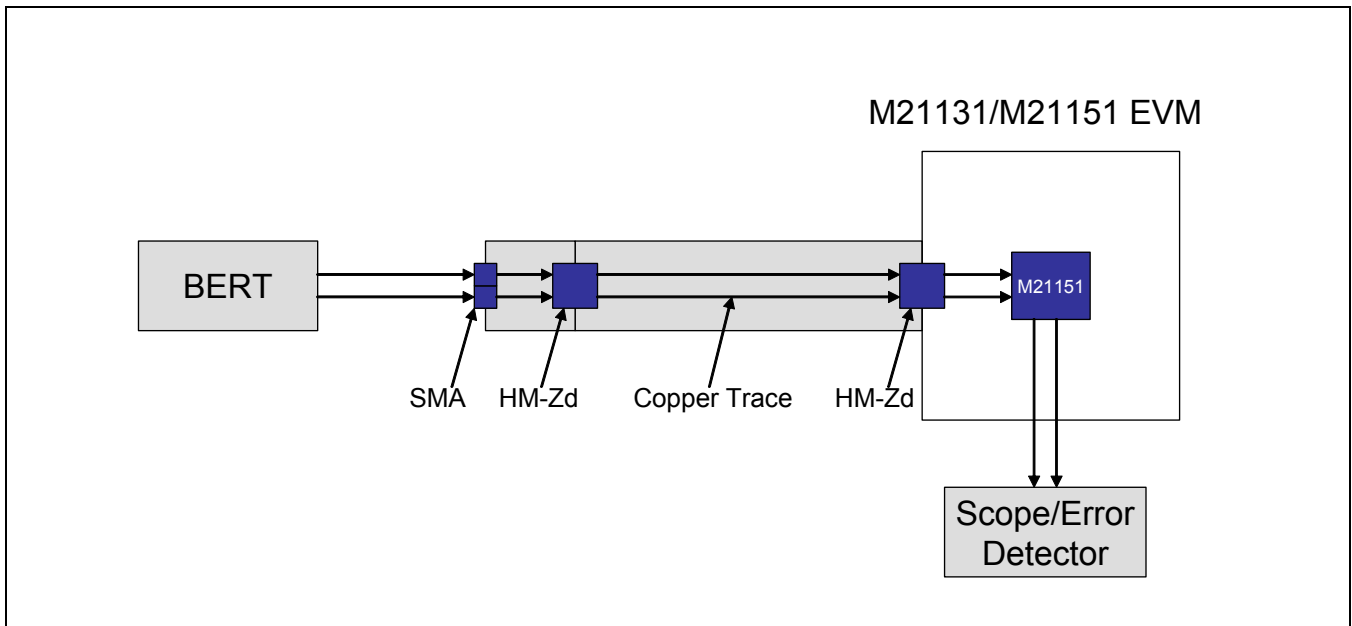 M21131/M21151 EVM
BERT
M21151
SMA
HM-Zd
Copper Trace
HM-Zd
Scope/Error
Detector